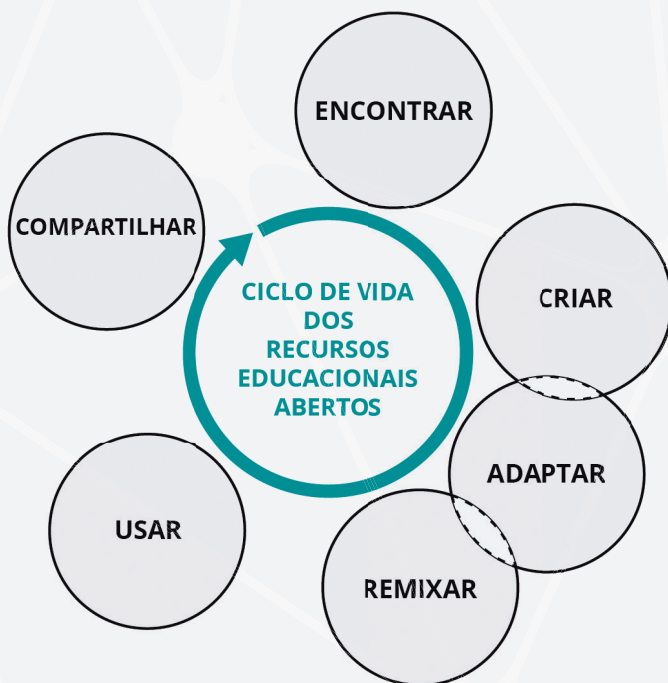 ENCONTRAR
COMPARTILHAR
CRIAR
CICLO DE VIDA
DOS
RECURSOS
EDUCACIONAIS
ABERTOS
ADAPTAR
USAR
REMIXAR